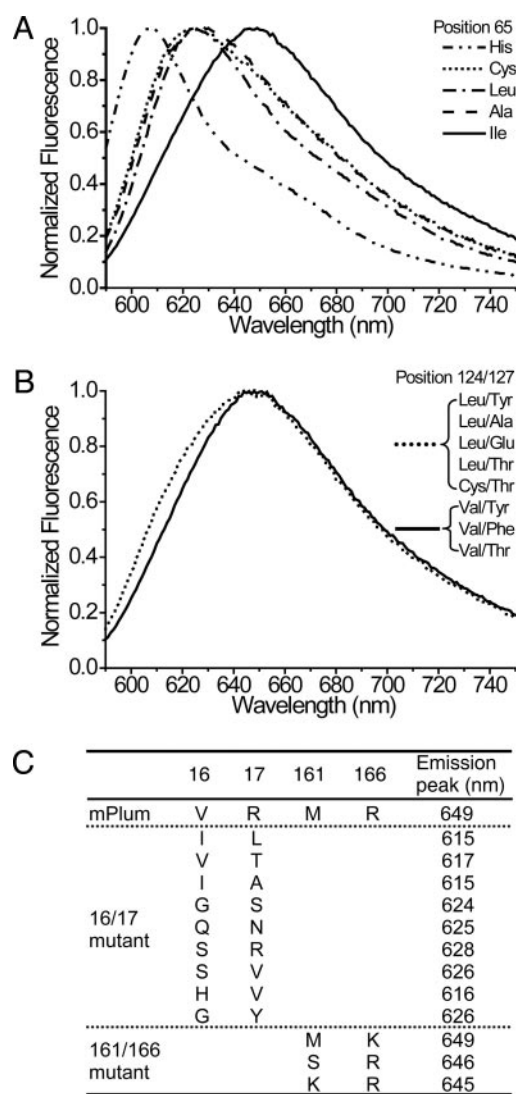 A
Position 65
His
Cys
Leu
Ala
Ile
Normalized Fluorescence
1.0
0.8
0.6
0.4
0.2
0.0
600 620 640 660 680 700 720 740
Wavelength (nm)
B
Position 124/127
Leu/Tyr
Leu/Ala
Leu/Glu
Leu/Thr
Cys/Thr
Val/Tyr
Val/Phe
Val/Thr
Normalized Fluorescence
1.0
0.8
0.6
0.4
0.2
0.0
600 620 640 660 680 700 720 740
Wavelength (nm)
C
16 17 161 166 Emission peak (nm)
mPlum V R M R 649
16/17 mutant
I L 615
V T 617
I A 615
G S 624
Q N 625
S R 628
S V 626
H V 616
G Y 626
161/166 mutant
M K 649
S R 646
K R 645